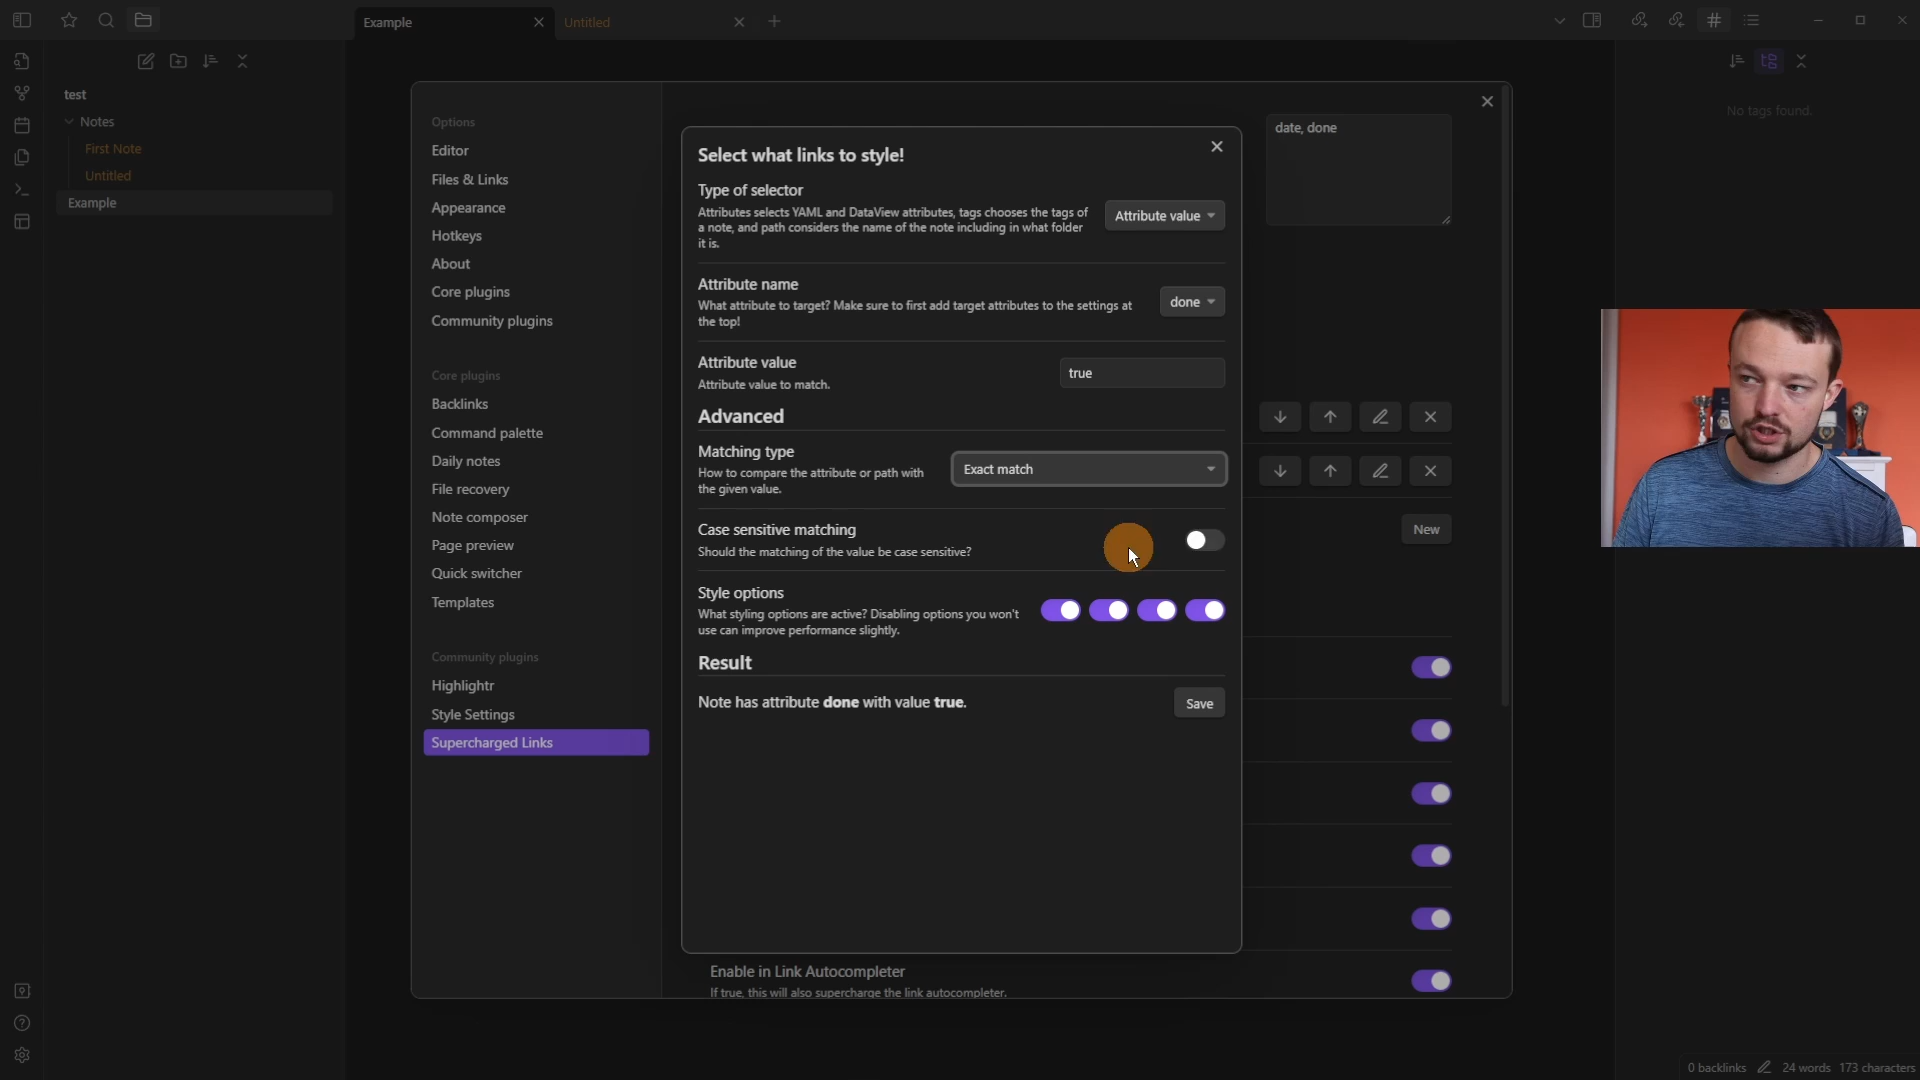 Example
Untitled
test
Notes
First Note
Untitled
Example
No tags found.
Options
Editor
Files & Links
Appearance
Hotkeys
About
Core plugins
Community plugins
Core plugins
Backlinks
Command palette
Daily notes
File recovery
Note composer
Page preview
Quick switcher
Templates
Community plugins
Highlightr
Style Settings
Supercharged Links
date, done
New
Select what links to style!
Type of selector
Attributes selects YAML and DataView attributes, tags chooses the tags of
a note, and path considers the name of the note including in what folder
it is.
Attribute value
Attribute name
What attribute to target? Make sure to first add target attributes to the settings at
the top!
done
Attribute value
Attribute value to match.
true
Advanced
Matching type
How to compare the attribute or path with
the given value.
Exact match
Case sensitive matching
Should the matching of the value be case sensitive?
Style options
What styling options are active? Disabling options you won't
use can improve performance slightly.
Result
Note has attribute done with value true.
Save
Enable in Link Autocompleter
If true, this will also supercharge the link autocompleter.
0 backlinks
24 words 173 characters